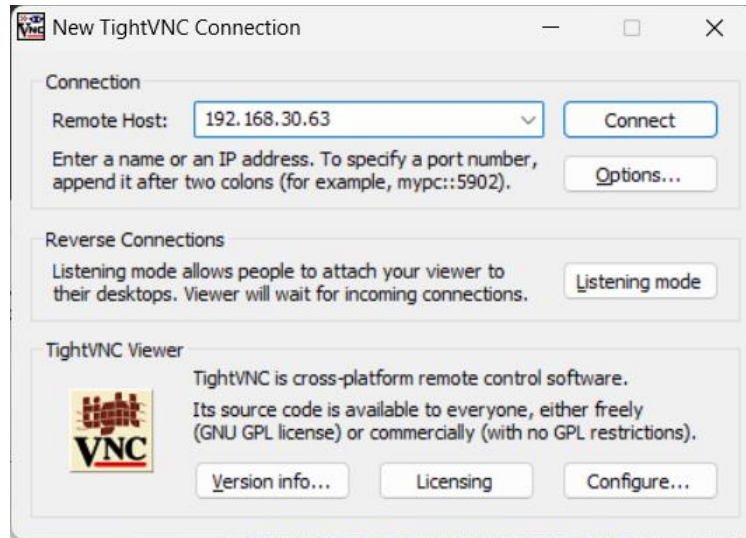 New TightVNC Connection
Connection
Remote Host: 192.168.30.63 Connect
Enter a name or an IP address. To specify a port number,
append it after two colons (for example, mypc::5902).
Options...
Reverse Connections
Listening mode allows people to attach your viewer to
their desktops. Viewer will wait for incoming connections.
Listening mode
TightVNC Viewer
TightVNC is cross-platform remote control software.
Its source code is available to everyone, either freely
(GNU GPL license) or commercially (with no GPL restrictions).
tight
VNC
Version info... Licensing Configure...